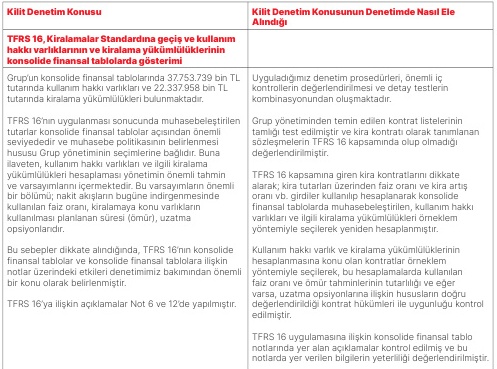 Kilit Denetim Konusu
Kilit Denetim Konusunun Denetimde Nasıl Ele
Alındığı
TFRS 16, Kiralamalar Standardına geçiş ve kullanım
hakkı varlıklarının ve kiralama yükümlülüklerinin
konsolide finansal tablolarda gösterimi
Grup’un konsolide finansal tablolarında 37.753.739 bin TL
tutarında kullanım hakkı varlıkları ve 22.337.958 bin TL
tutarında kiralama yükümlülükleri bulunmaktadır.
TFRS 16’nın uygulanması sonucunda muhasebeleştirilen
tutarlar konsolide finansal tablolar açısından önemli
seviyededir ve muhasebe politikasının belirlenmesi
hususu Grup yönetiminin seçimlerine bağlıdır. Buna
ilaveten, kullanım hakkı varlıkları ve ilgili kiralama
yükümlülükleri hesaplaması yönetimin önemli tahmin
ve varsayımlarını içermektedir. Bu varsayımların önemli
bir bölümü; nakit akışların bugüne indirgenmesinde
kullanılan faiz oranı, kiralamaya konu varlıkların
kullanılması planlanan süresi (ömür), uzatma
opsiyonlarıdır.
Bu sebepler dikkate alındığında, TFRS 16’nın konsolide
finansal tablolar ve konsolide finansal tablolara ilişkin
notlar üzerindeki etkileri denetimimiz bakımından önemli
bir konu olarak belirlenmiştir.
TFRS 16’ya ilişkin açıklamalar Not 6 ve 12’de yapılmıştır.
Uyguladığımız denetim prosedürleri, önemli iç
kontrollerin değerlendirilmesi ve detay testlerin
kombinasyonundan oluşmaktadır.
Grup yönetiminden temin edilen kontrat listelerinin
tamlığı test edilmiştir ve kira kontratı olarak tanımlanan
sözleşmelerin TFRS 16 kapsamında olup olmadığı
değerlendirilmiştir.
TFRS 16 kapsamına giren kira kontratlarını dikkate
alarak; kira tutarları üzerinden faiz oranı ve kira artış
oranı vb. girdiler kullanılıp hesaplanarak konsolide
finansal tablolarda muhasebeleştirilen, kullanım hakkı
varlıkları ve ilgili kiralama yükümlülükleri örneklem
yöntemiyle seçilerek yeniden hesaplanmıştır.
Kullanım hakkı varlık ve kiralama yükümlülüklerinin
hesaplanmasına konu olan kontratlar örneklem
yöntemiyle seçilerek, bu hesaplamalarda kullanılan
faiz oranı ve ömür tahminlerinin tutarlılığı ve eğer
varsa, uzatma opsiyonlarına ilişkin hususların doğru
değerlendirildiği kontrat hükümleri ile uygunluğu kontrol
edilmiştir.
TFRS 16 uygulamasına ilişkin konsolide finansal tablo
notlarında yer alan açıklamalar kontrol edilmiş ve bu
notlarda yer verilen bilgilerin yeterliliği değerlendirilmiştir.